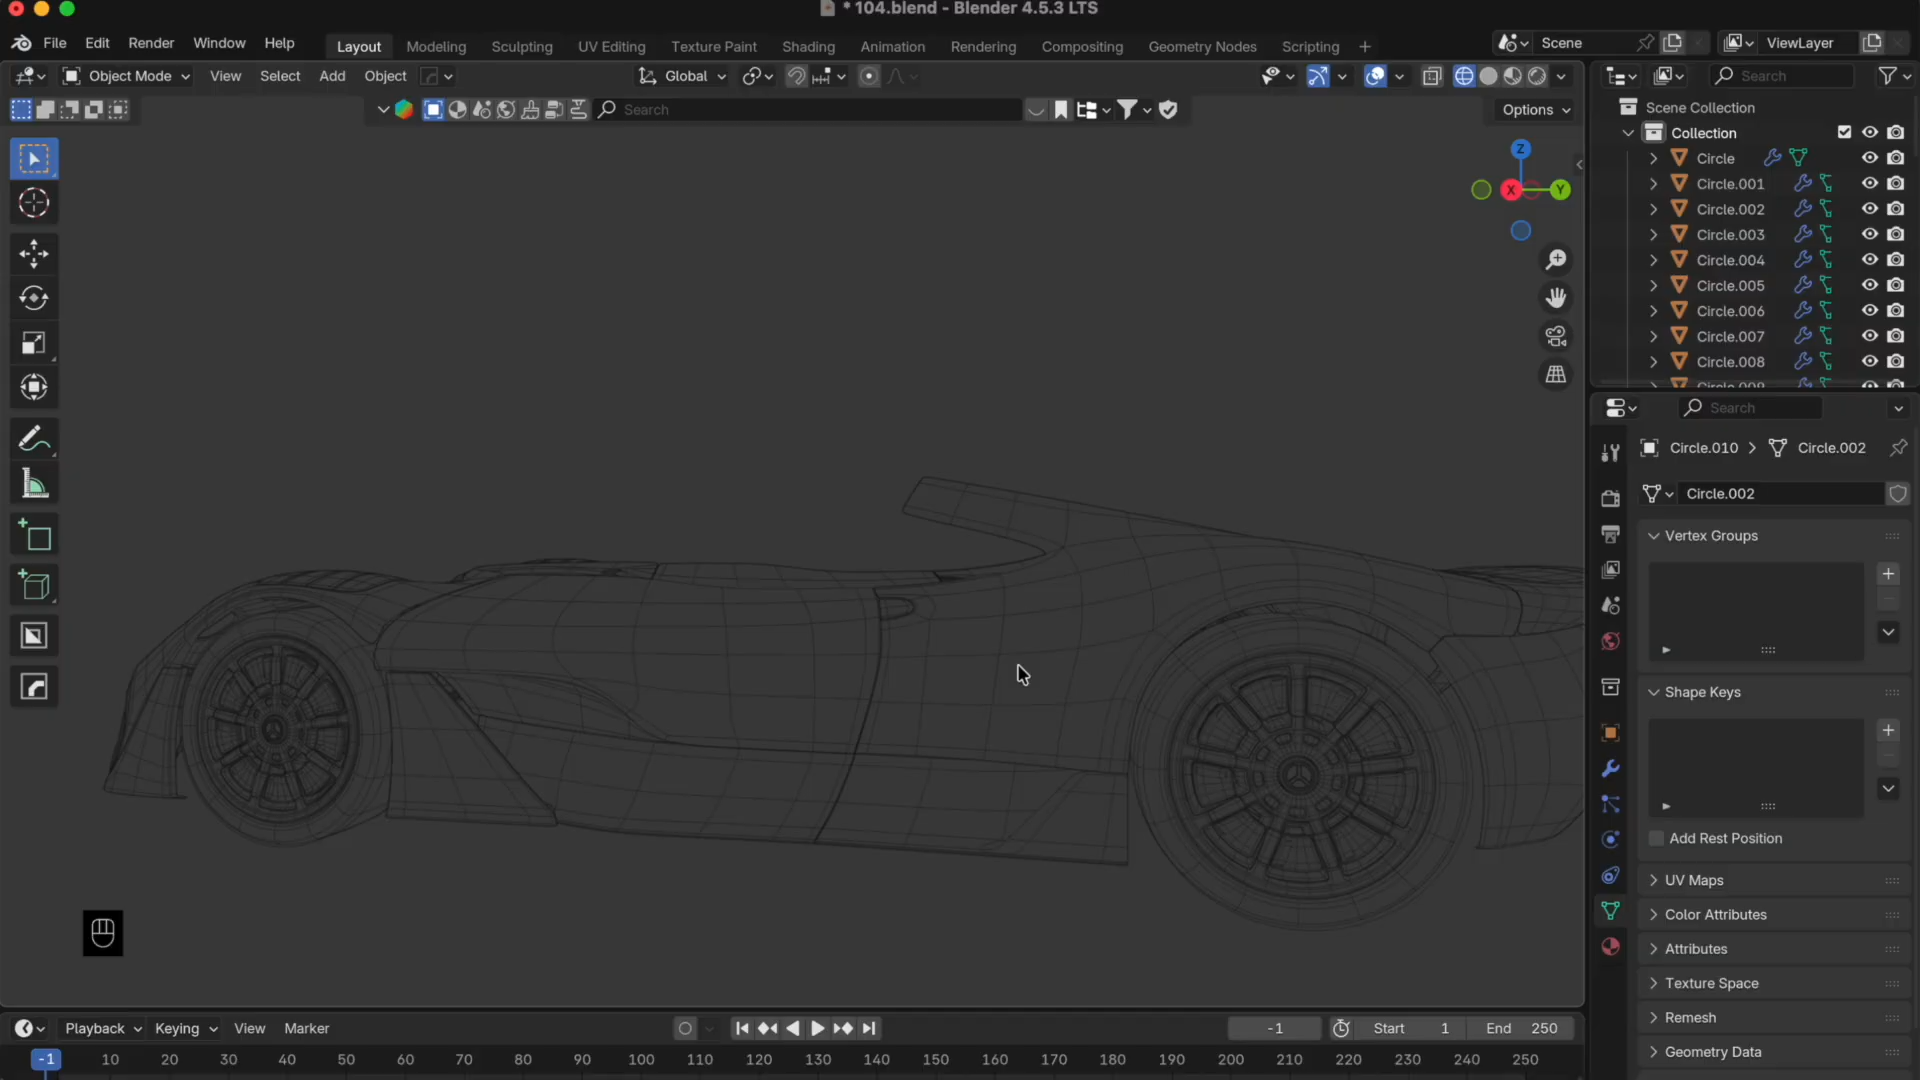 * 104.blend - Blender 4.5.3 LTS
File Edit Render Window Help Layout Modeling Sculpting UV Editing Texture Paint Shading Animation Rendering Compositing Geometry Nodes Scripting + Scene ViewLayer
Object Mode View Select Add Object Global Search
Search Options
Scene Collection
Collection
Circle
Circle.001
Circle.002
Circle.003
Circle.004
Circle.005
Circle.006
Circle.007
Circle.008
Circle.009
Z
X Y
Search
Circle.010 Circle.002
Circle.002
Vertex Groups
Shape Keys
Add Rest Position
UV Maps
Color Attributes
Attributes
Texture Space
Remesh
Geometry Data
Playback Keying View Marker -1 Start 1 End 250
-1 10 20 30 40 50 60 70 80 90 100 110 120 130 140 150 160 170 180 190 200 210 220 230 240 250